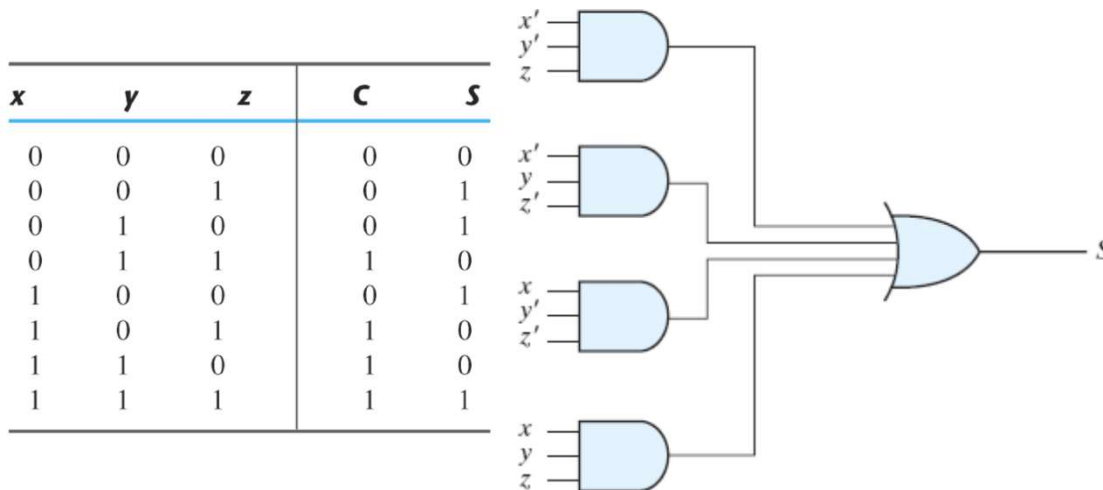 x y z C S
0 0 0 0 0
0 0 1 0 1
0 1 0 0 1
0 1 1 1 0
1 0 0 0 1
1 0 1 1 0
1 1 0 1 0
1 1 1 1 1
x'
y'
z
x'
y
z'
x
y'
z'
x
y
z
S